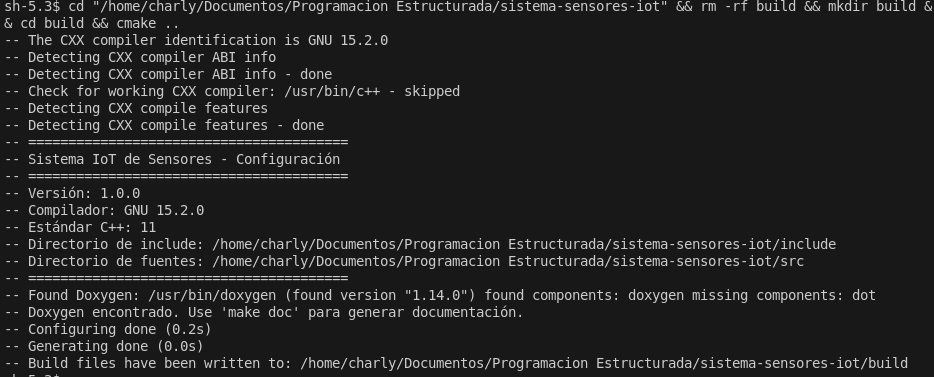 sh-5.3$ cd "/home/charly/Documentos/Programacion Estructurada/sistema-sensores-iot" && rm -rf build && mkdir build &
& cd build && cmake ..
-- The CXX compiler identification is GNU 15.2.0
-- Detecting CXX compiler ABI info
-- Detecting CXX compiler ABI info - done
-- Check for working CXX compiler: /usr/bin/c++ - skipped
-- Detecting CXX compile features
-- Detecting CXX compile features - done
-- ========================================
-- Sistema IoT de Sensores - Configuración
-- ========================================
-- Versión: 1.0.0
-- Compilador: GNU 15.2.0
-- Estándar C++: 11
-- Directorio de include: /home/charly/Documentos/Programacion Estructurada/sistema-sensores-iot/include
-- Directorio de fuentes: /home/charly/Documentos/Programacion Estructurada/sistema-sensores-iot/src
-- ========================================
-- Found Doxygen: /usr/bin/doxygen (found version "1.14.0") found components: doxygen missing components: dot
-- Doxygen encontrado. Use 'make doc' para generar documentación.
-- Configuring done (0.2s)
-- Generating done (0.0s)
-- Build files have been written to: /home/charly/Documentos/Programacion Estructurada/sistema-sensores-iot/build